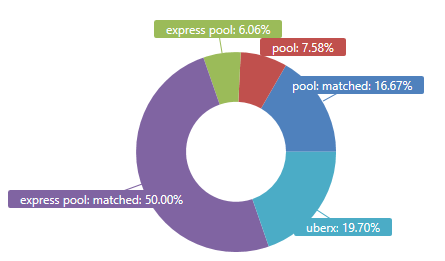 express pool: 6.06%
pool: 7.58%
pool: matched: 16.67%
express pool: matched: 50.00%
uberx: 19.70%